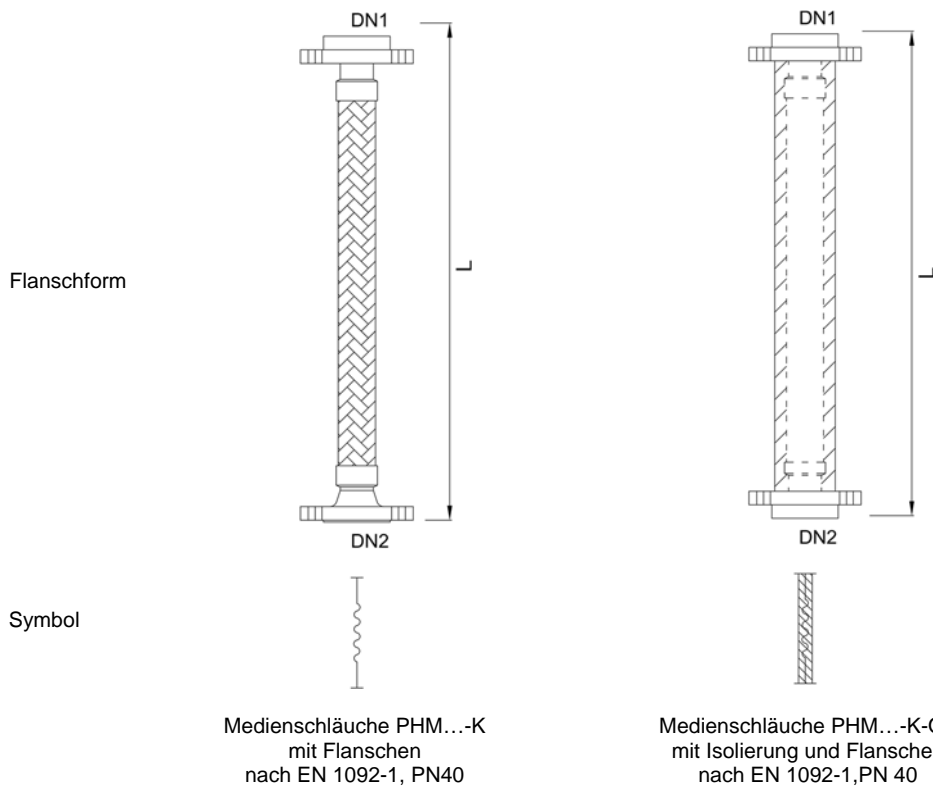 DN1
DN1
L
L
Flanschform
DN2
DN2
Symbol
Medienschläuche PHM…-K
mit Flanschen
nach EN 1092-1, PN40
Medienschläuche PHM…-K-
mit Isolierung und Flansche
nach EN 1092-1,PN 40